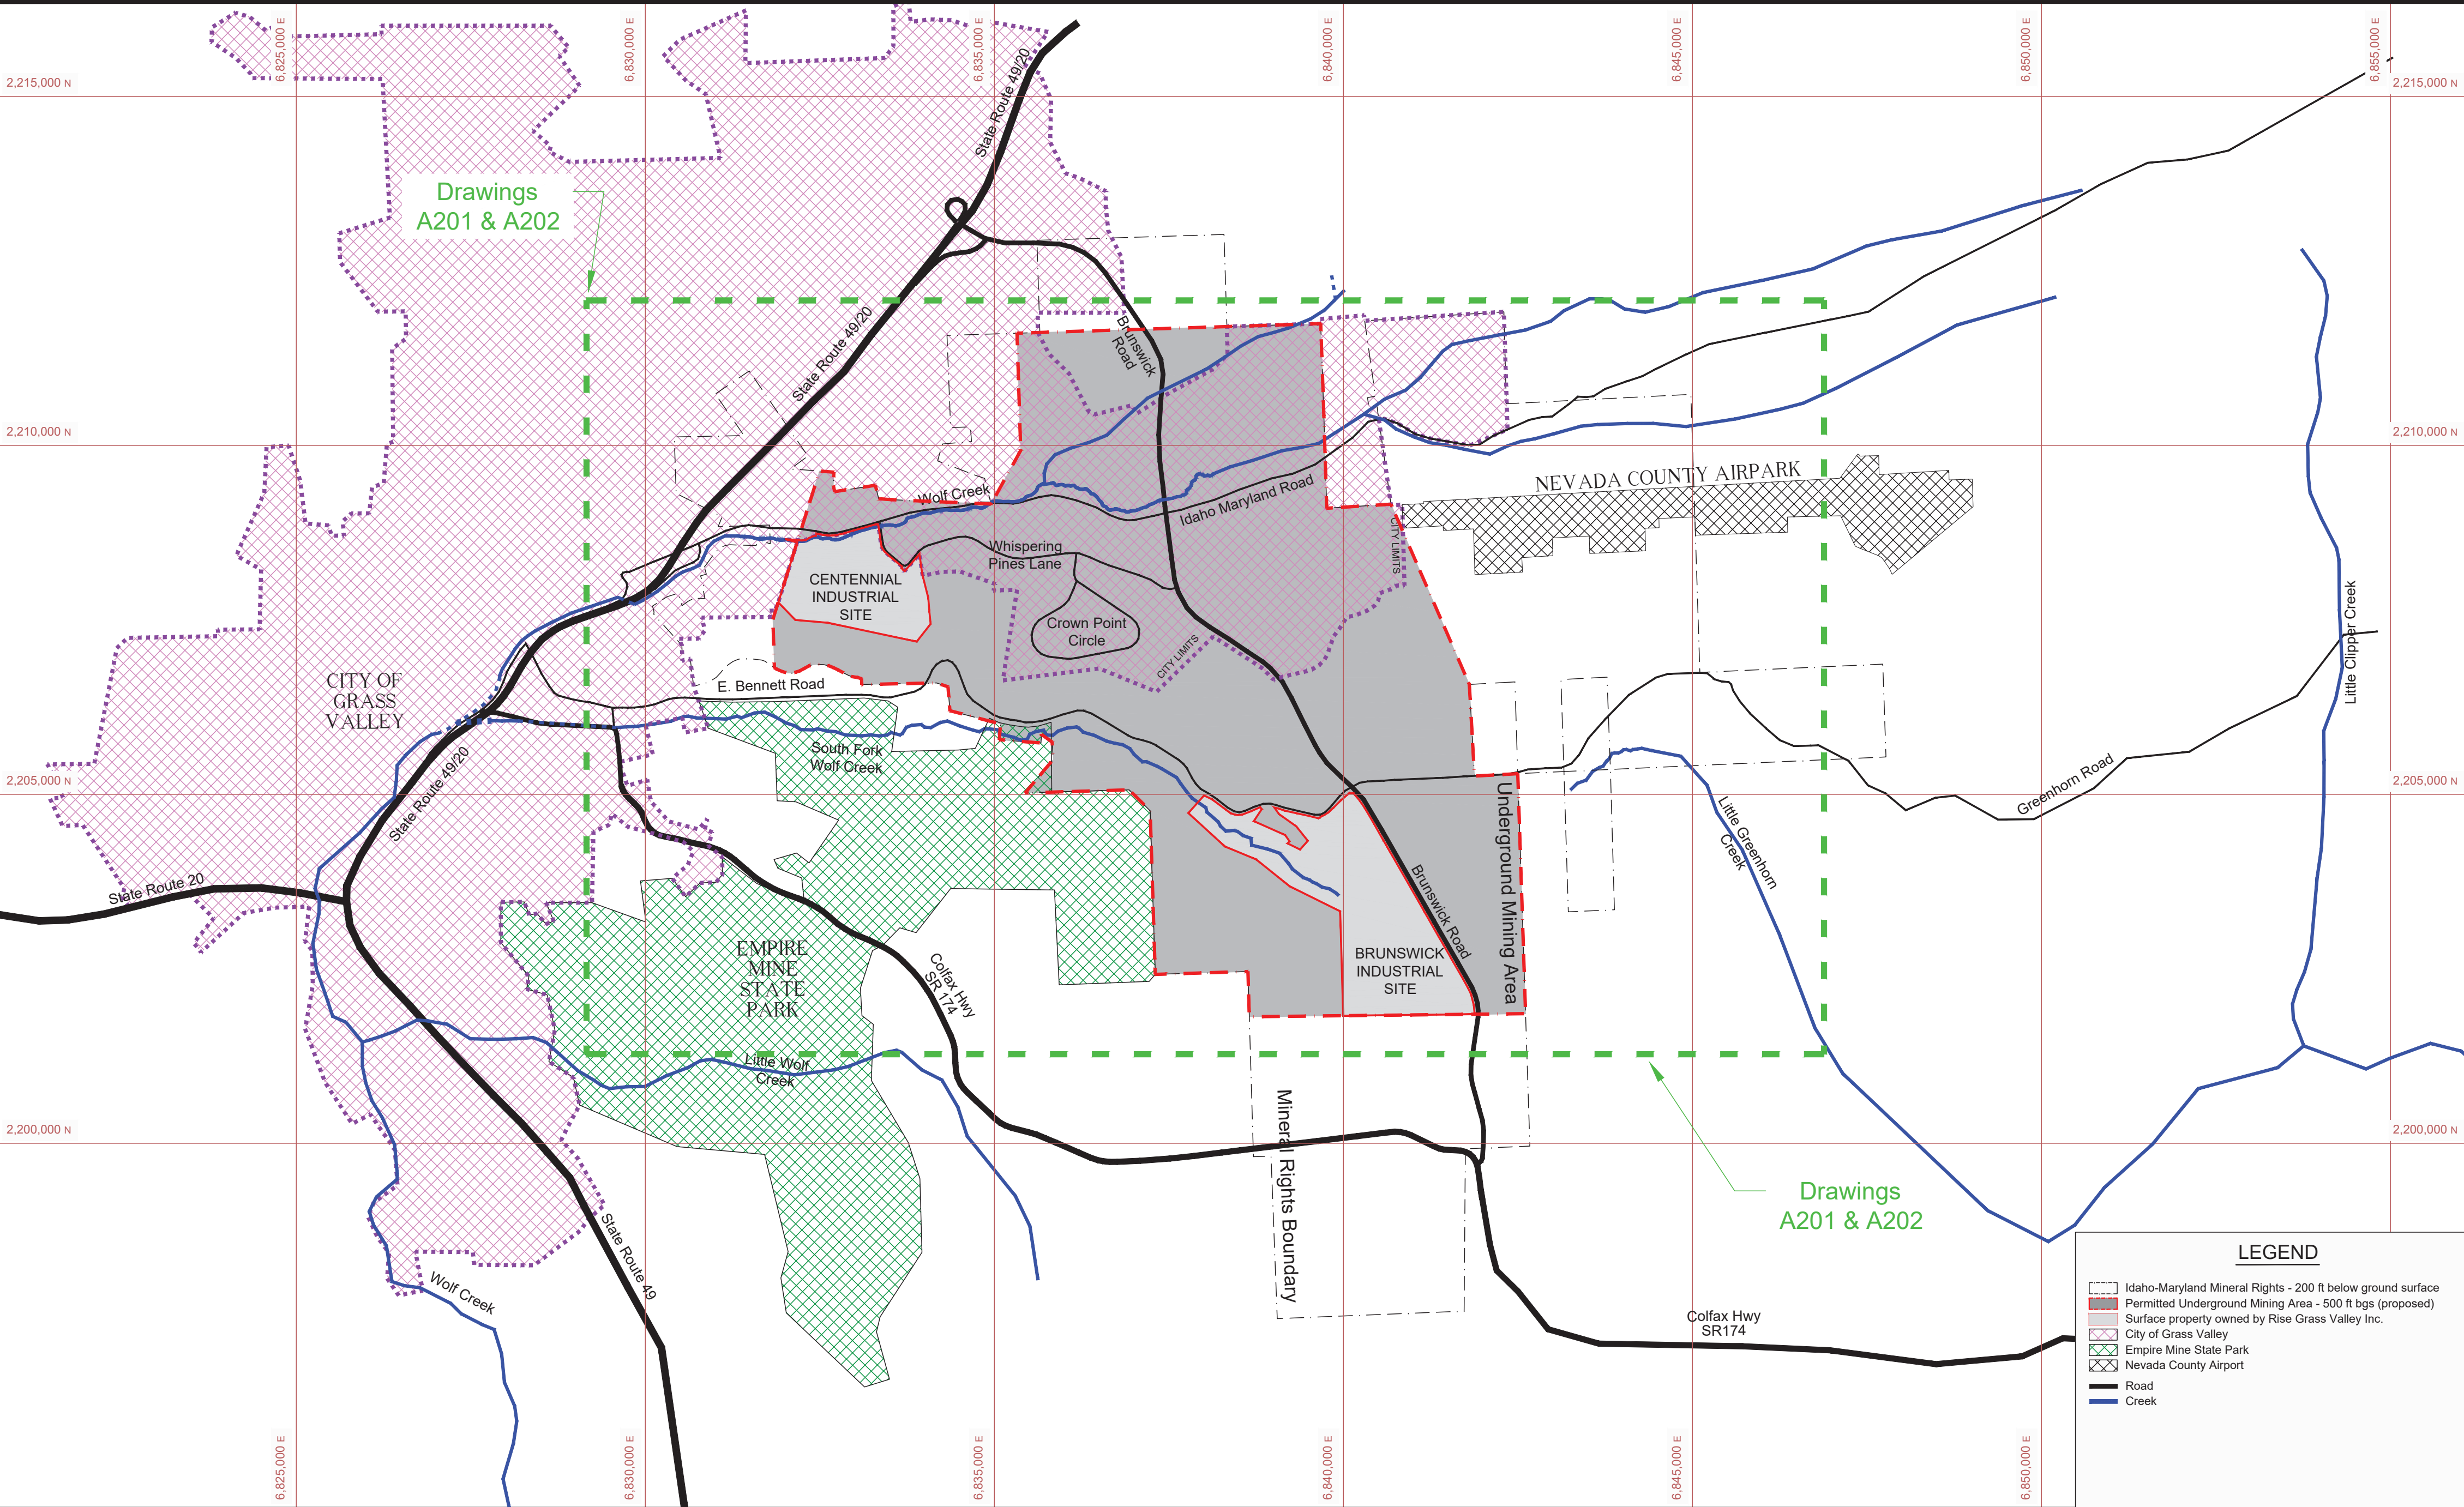 6,825,000 E
6,830,000 E
6,835,000 E
6,840,000 E
6,845,000 E
6,850,000 E
6,855,000 E
2,215,000 N
2,215,000 N
State Route 49/20
Drawings
A201 & A202
Brunswick
Road
State Route 49/20
2,210,000 N
2,210,000 N
NEVADA COUNTY AIRPARK
Wolf Creek
Idaho Maryland Road
CITY LIMITS
Whispering
Pines Lane
CENTENNIAL
INDUSTRIAL
SITE
Crown Point
Circle
CITY LIMITS
Little Clipper Creek
CITY OF
GRASS
VALLEY
E. Bennett Road
South Fork
Wolf Creek
State Route 49/20
2,205,000 N
2,205,000 N
Greenhorn Road
Little Greenhorn
Creek
Underground Mining Area
State Route 20
Brunswick Road
EMPIRE
MINE
STATE
PARK
Colfax Hwy
SR 174
BRUNSWICK
INDUSTRIAL
SITE
Little Wolf
Creek
Mineral Rights Boundary
2,200,000 N
2,200,000 N
Drawings
A201 & A202
State Route 49
Wolf Creek
Colfax Hwy
SR174
LEGEND
Idaho-Maryland Mineral Rights - 200 ft below ground surface
Permitted Underground Mining Area - 500 ft bgs (proposed)
Surface property owned by Rise Grass Valley Inc.
City of Grass Valley
Empire Mine State Park
Nevada County Airport
Road
Creek
6,825,000 E
6,830,000 E
6,835,000 E
6,840,000 E
6,845,000 E
6,850,000 E